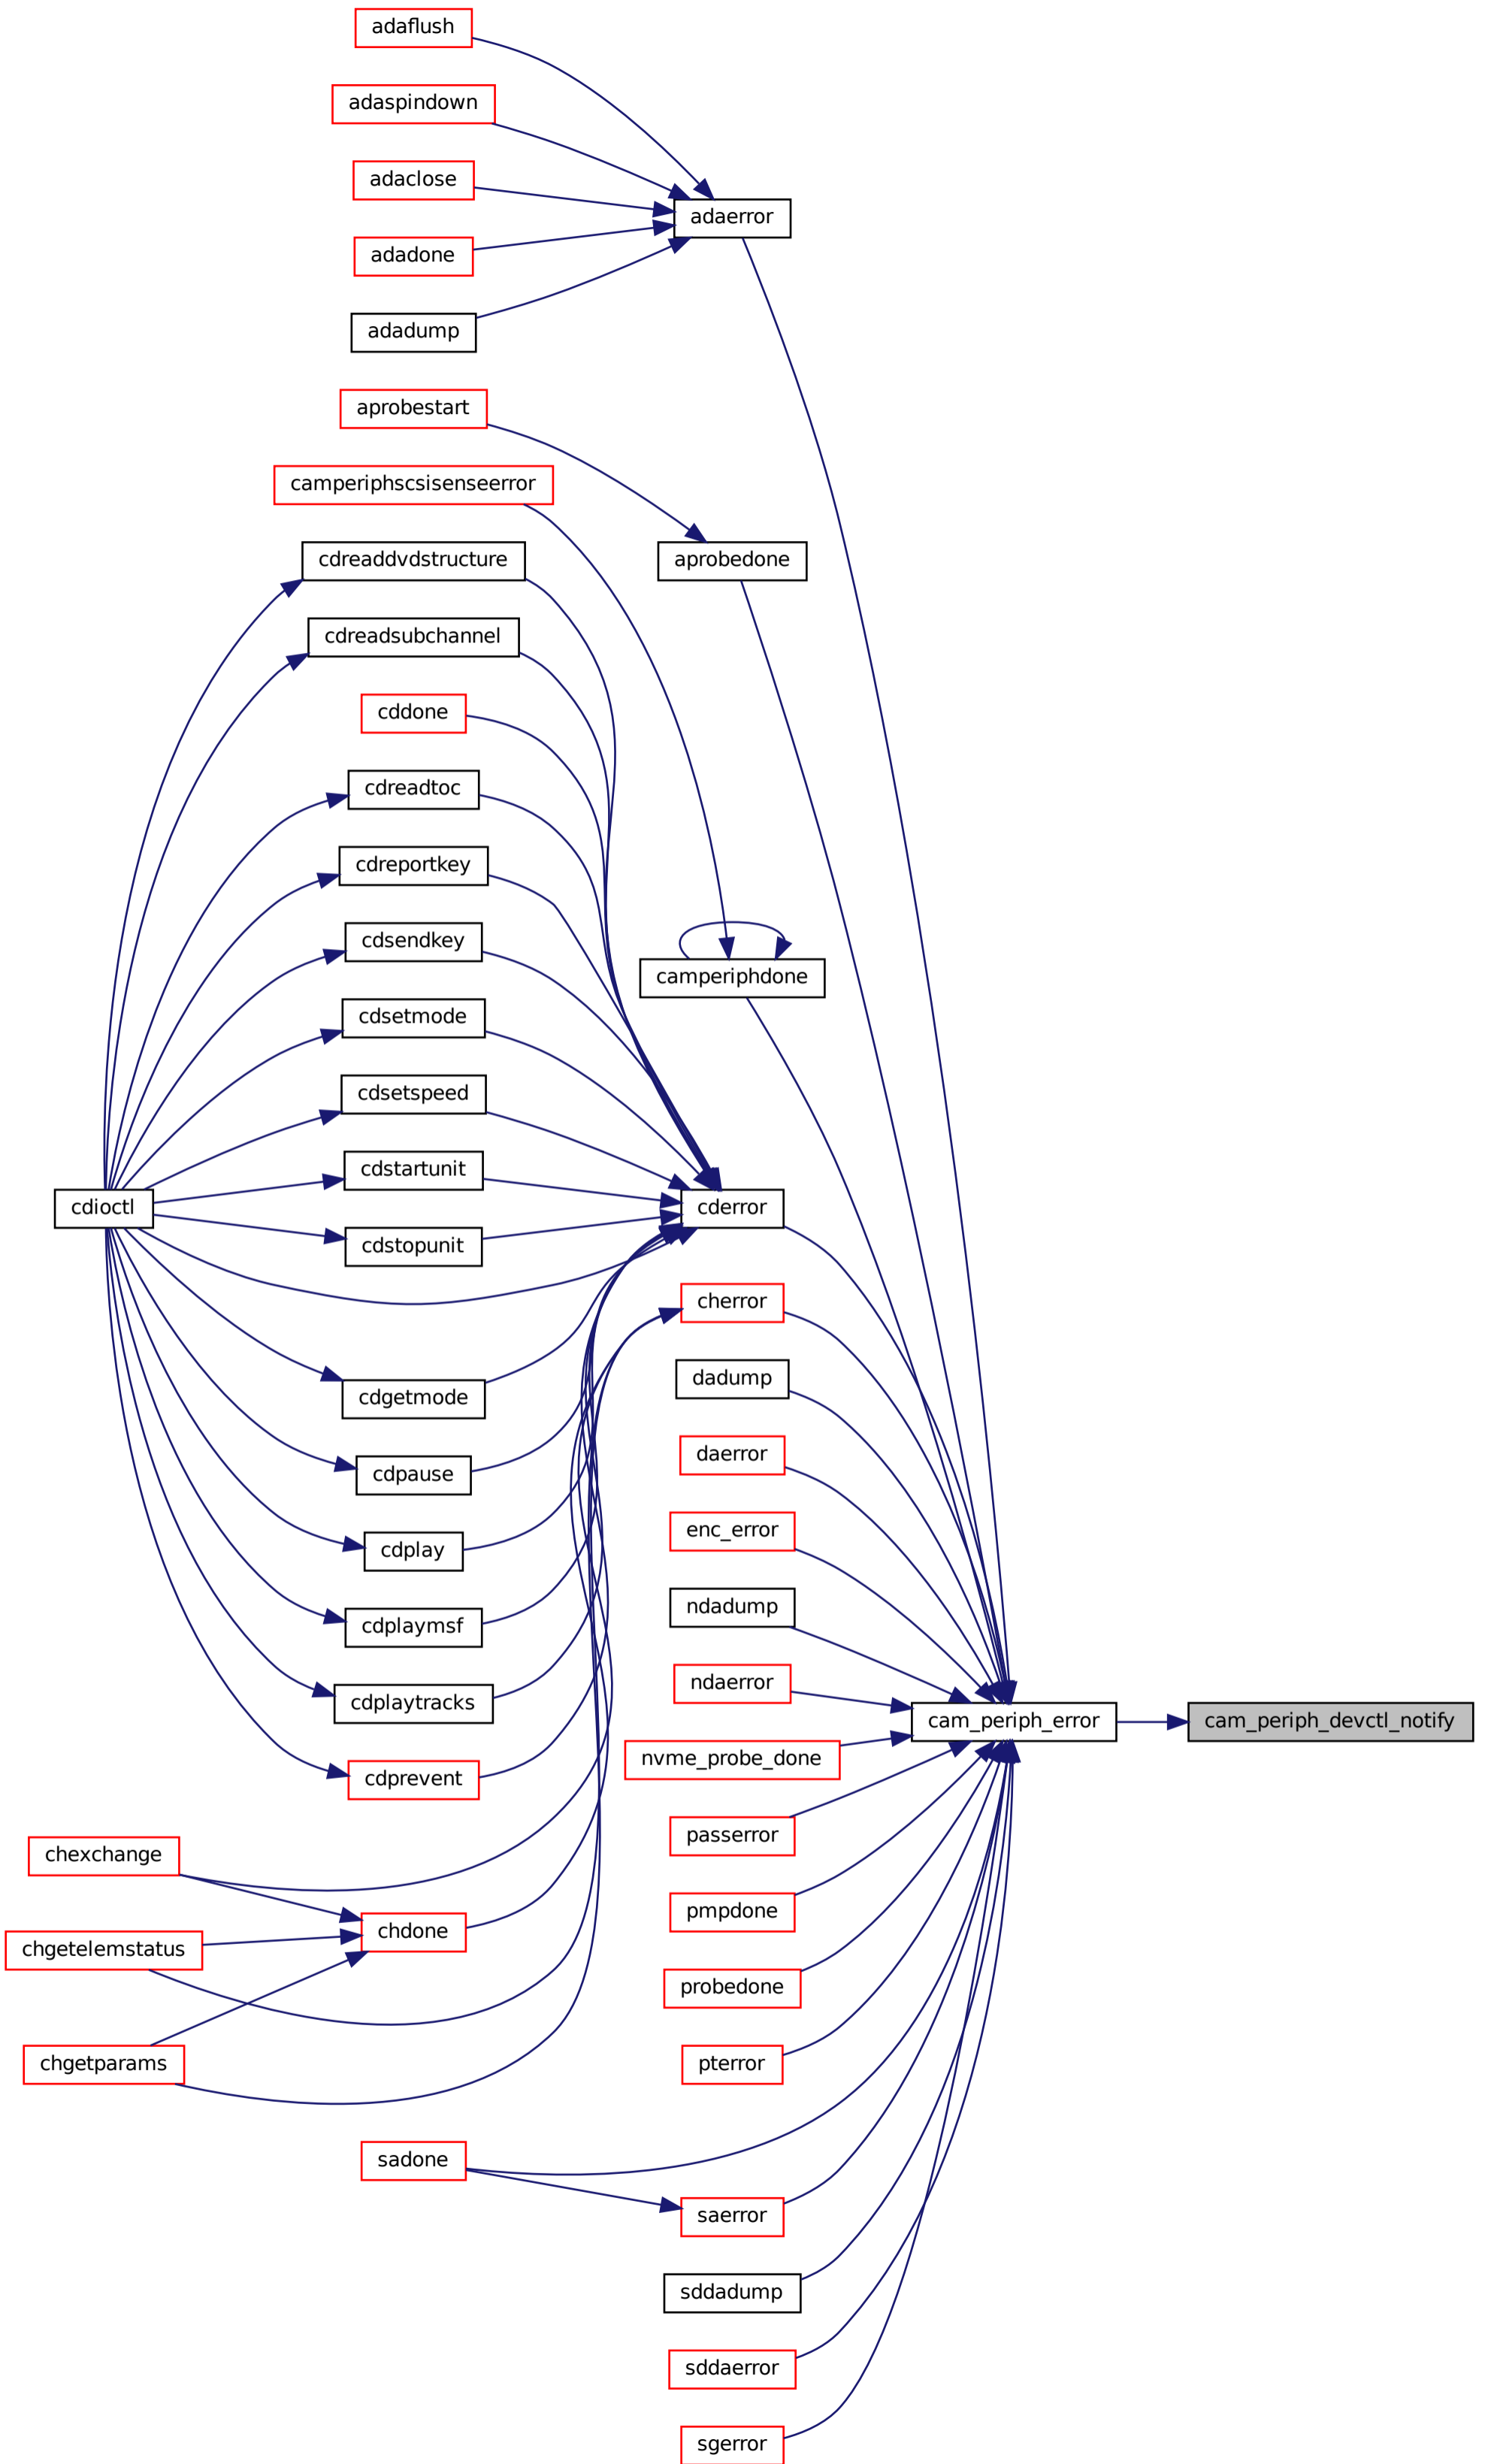 adaflush
adaspindown
adaclose
adaerror
adadone
adadump
aprobestart
camperiphscsisenseerror
cdreaddvdstructure
aprobedone
cdreadsubchannel
cddone
cdreadtoc
cdreportkey
cdsendkey
camperiphdone
cdsetmode
cdsetspeed
cdstartunit
cdioctl
cderror
cdstopunit
cherror
dadump
cdgetmode
daerror
cdpause
enc_error
cdplay
ndadump
cdplaymsf
ndaerror
cdplaytracks
cam_periph_error
cam_periph_devctl_notify
nvme_probe_done
cdprevent
passerror
chexchange
pmpdone
chdone
chgetelemstatus
probedone
chgetparams
pterror
sadone
saerror
sddadump
sddaerror
sgerror